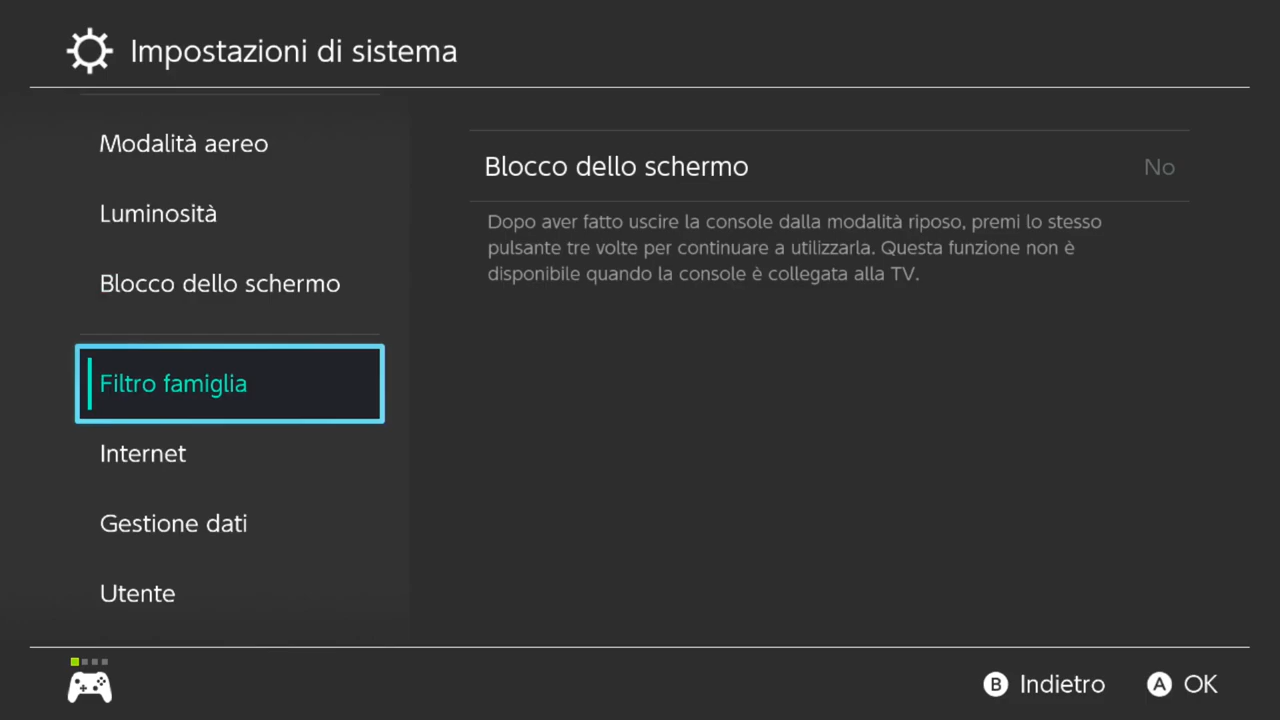 Impostazioni di sistema
Modalità aereo
Luminosità
Blocco dello schermo
Filtro famiglia
Internet
Gestione dati
Utente
Blocco dello schermo No
Dopo aver fatto uscire la console dalla modalità riposo, premi lo stesso
pulsante tre volte per continuare a utilizzarla. Questa funzione non è
disponibile quando la console è collegata alla TV.
B Indietro A OK